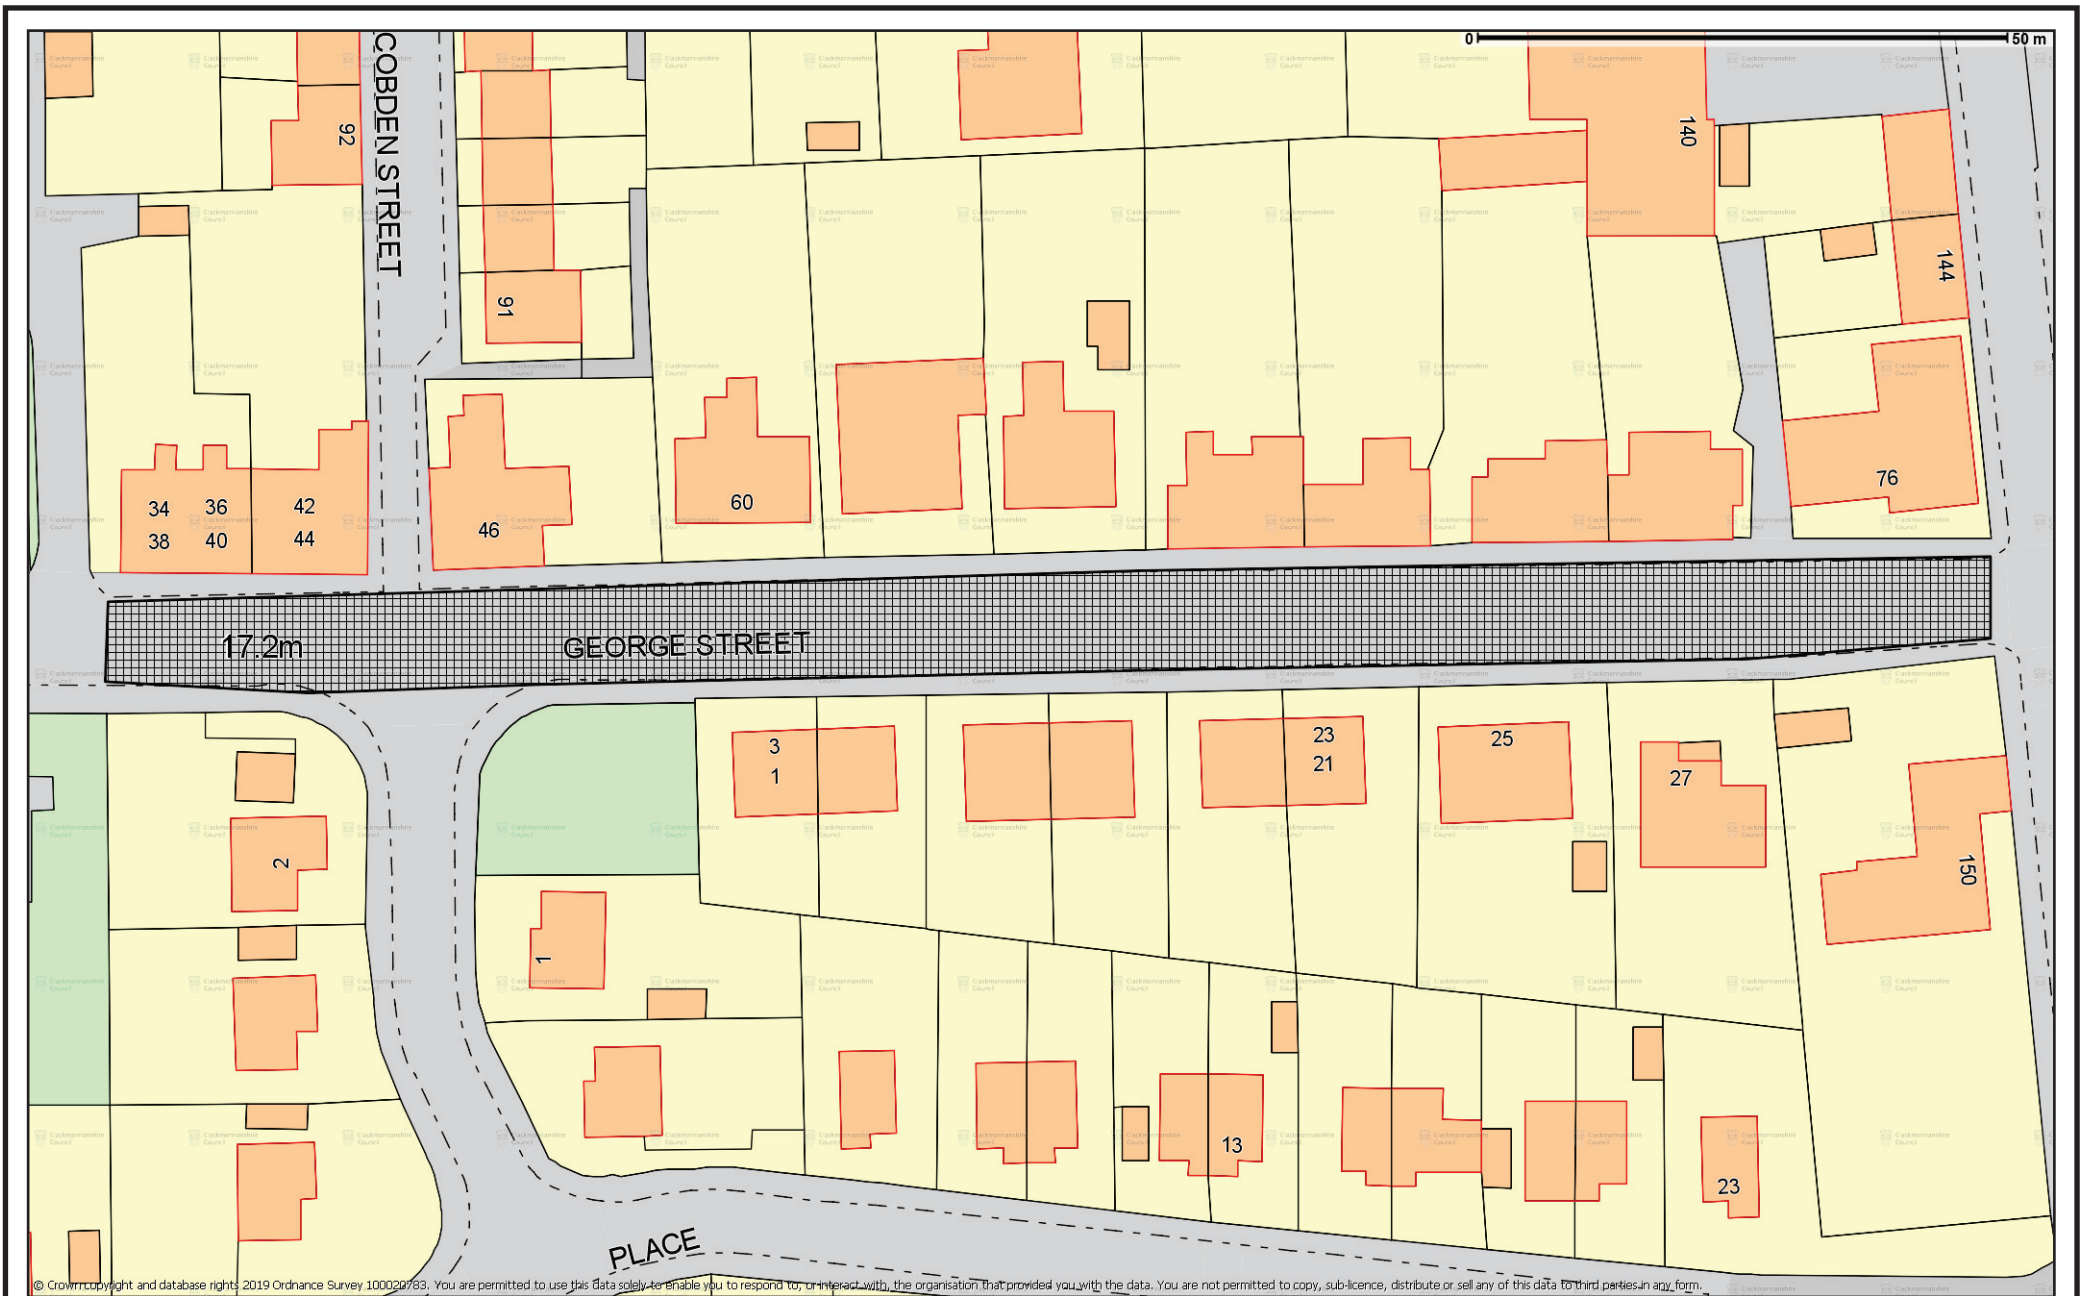 0 50 m
COBDEN STREET
92
140
144
91
34 36 42
38 40 44
46
60
76
17.2m
GEORGE STREET
3
1
23
21
25
27
2
150
1
13
23
PLACE
© Crown copyright and database rights 2019 Ordnance Survey 100020783. You are permitted to use this data solely to enable you to respond to, or interact with, the organisation that provided you with the data. You are not permitted to copy, sub-licence, distribute or sell any of this data to third parties in any form.
Clackmannanshire
Council